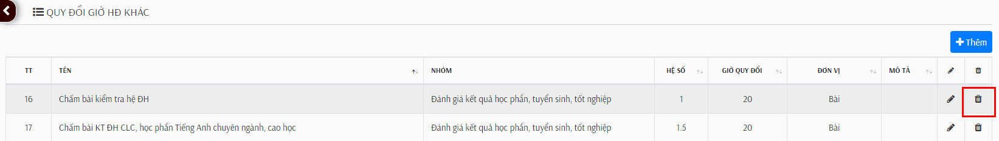 QUY ĐỔI GIỜ HĐ KHÁC
Thêm
TT TÊN NHÓM HỆ SỐ GIỜ QUY ĐỔI ĐƠN VỊ MÔ TẢ
16 Chấm bài kiểm tra hệ ĐH Đánh giá kết quả học phần, tuyển sinh, tốt nghiệp 1 20 Bài
17 Chấm bài KT ĐH CLC, học phần Tiếng Anh chuyên ngành, cao học Đánh giá kết quả học phần, tuyển sinh, tốt nghiệp 1.5 20 Bài